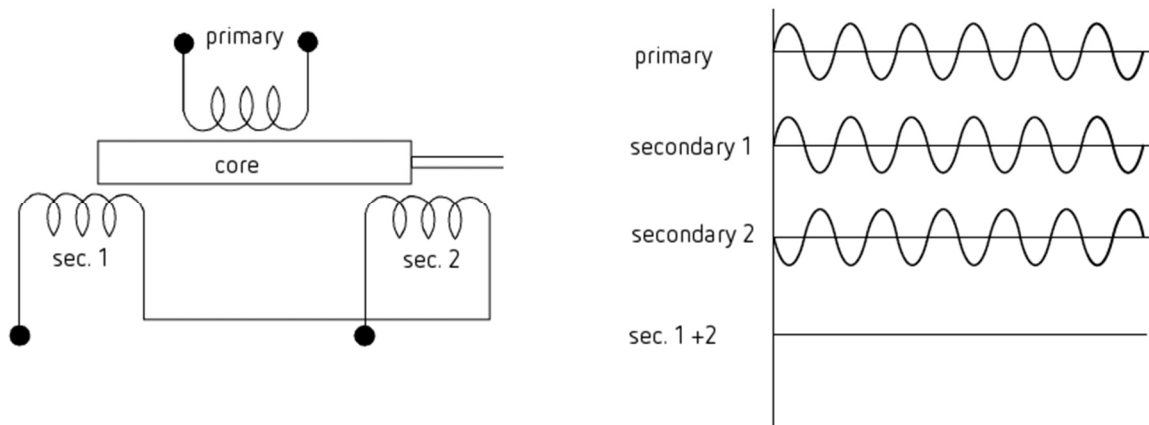 primary
core
sec. 1
sec. 2
primary
secondary 1
secondary 2
sec. 1 +2